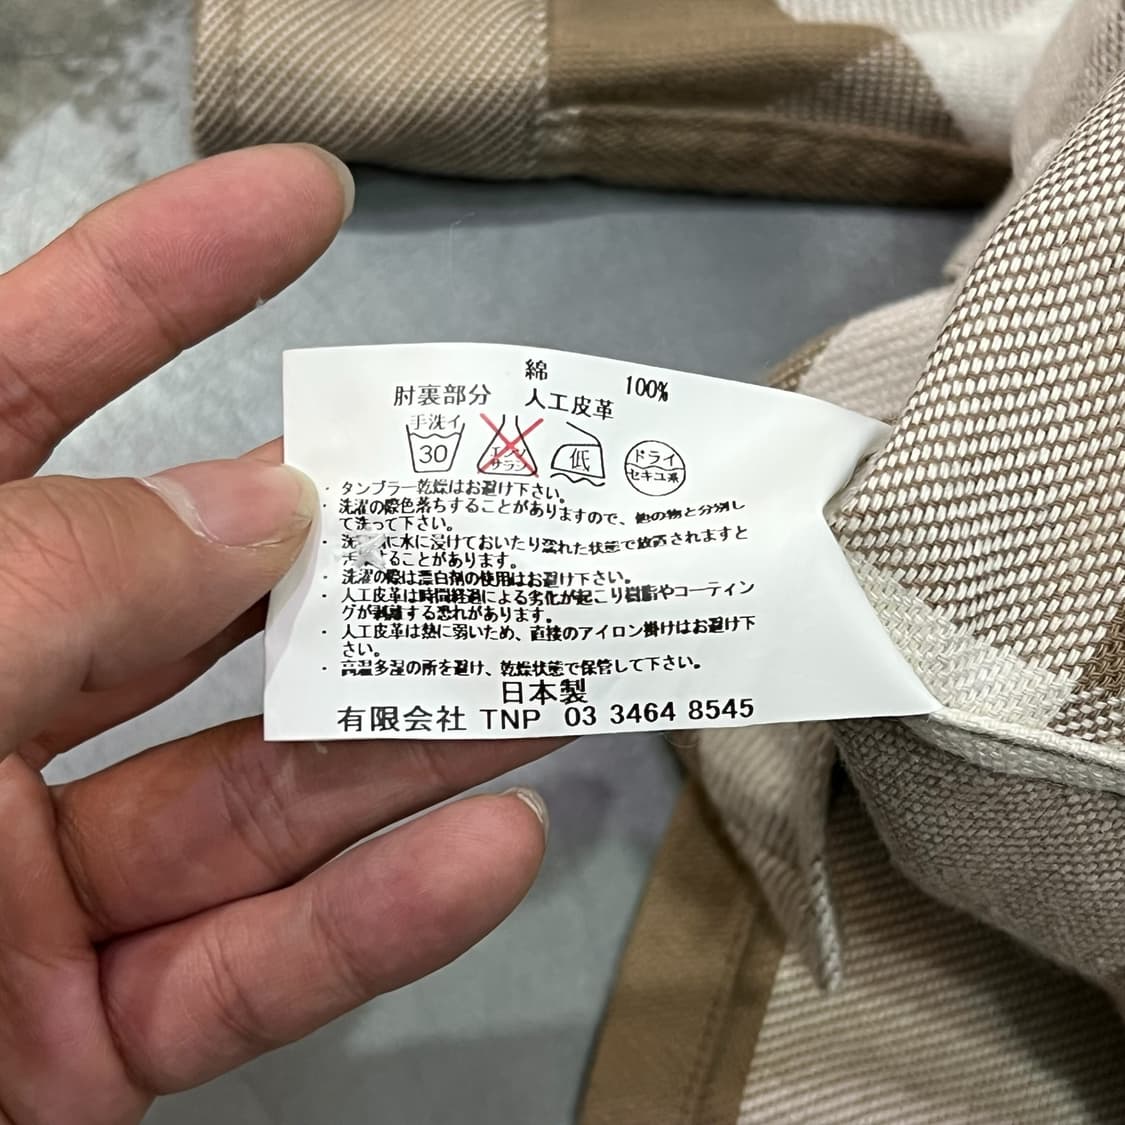 綿 100%
肘裏部分 人工皮革
手洗イ 30 エンソ サラシ 低 ドライ セキユ系
・タンブラー乾燥はお避け下さい。
・洗濯の際色落ちすることがありますので、他の物と分別し
て洗って下さい。
・洗 に水に浸けておいたり濡れた状態で放置されますと
することがあります。
・洗濯の際は漂白剤の使用はお避け下さい。
・人工皮革は時間経過による劣化が起こり樹脂やコーティン
グが剥離する恐れがあります。
・人工皮革は熱に弱いため、直接のアイロン掛けはお避け下
さい。
・高温多湿の所を避け、乾燥状態で保管して下さい。
日本製
有限会社 TNP 03 3464 8545